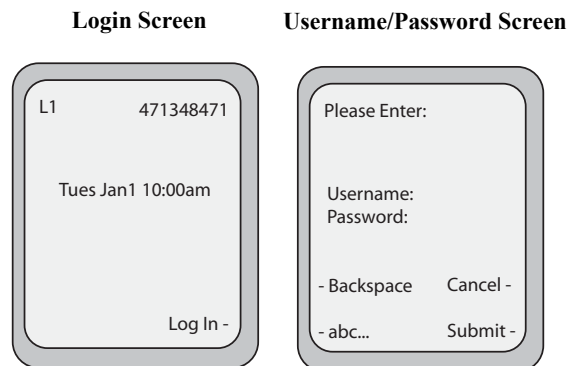 Login Screen
Username/Password Screen
L1 471348471
Tues Jan1 10:00am
Log In -
Please Enter:
Username:
Password:
- Backspace Cancel -
- abc... Submit -